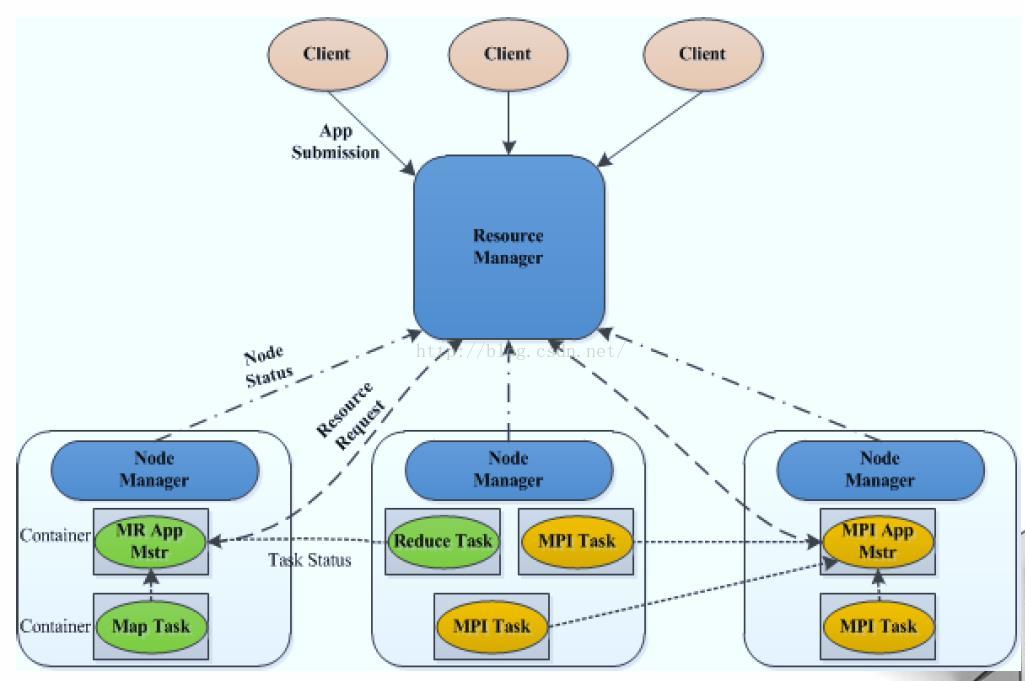 Client
Client
Client
App
Submission
Resource
Manager
http://blog.csdn.net/
Node
Status
Resource
Request
Node
Manager
Node
Manager
Node
Manager
Container
MR App
Mstr
Task Status
Reduce Task
MPI Task
MPI App
Mstr
Container
Map Task
MPI Task
MPI Task